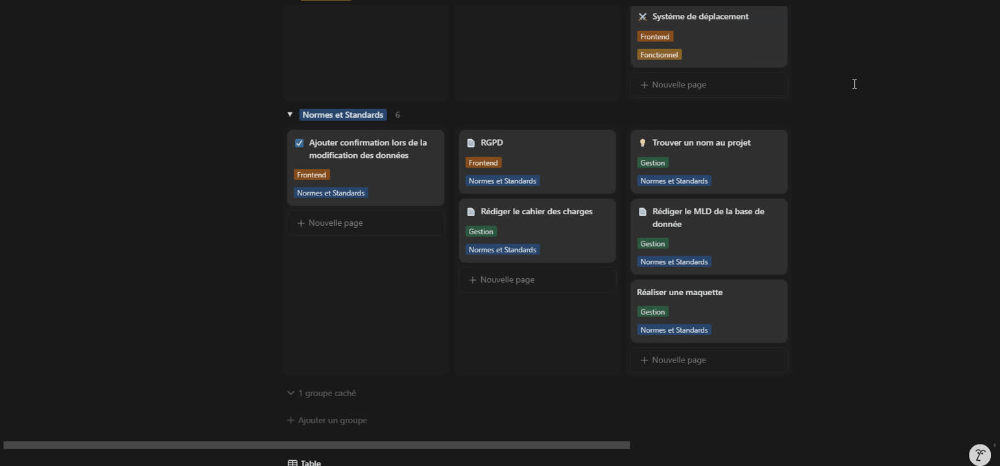 Système de déplacement
Frontend
Fonctionnel
Nouvelle page
Normes et Standards 6
Ajouter confirmation lors de la
modification des données
Frontend
Normes et Standards
Nouvelle page
RGPD
Frontend
Normes et Standards
Rédiger le cahier des charges
Gestion
Normes et Standards
Nouvelle page
Trouver un nom au projet
Gestion
Normes et Standards
Rédiger le MLD de la base de
donnée
Gestion
Normes et Standards
Réaliser une maquette
Gestion
Normes et Standards
Nouvelle page
1 groupe caché
Ajouter un groupe
Table